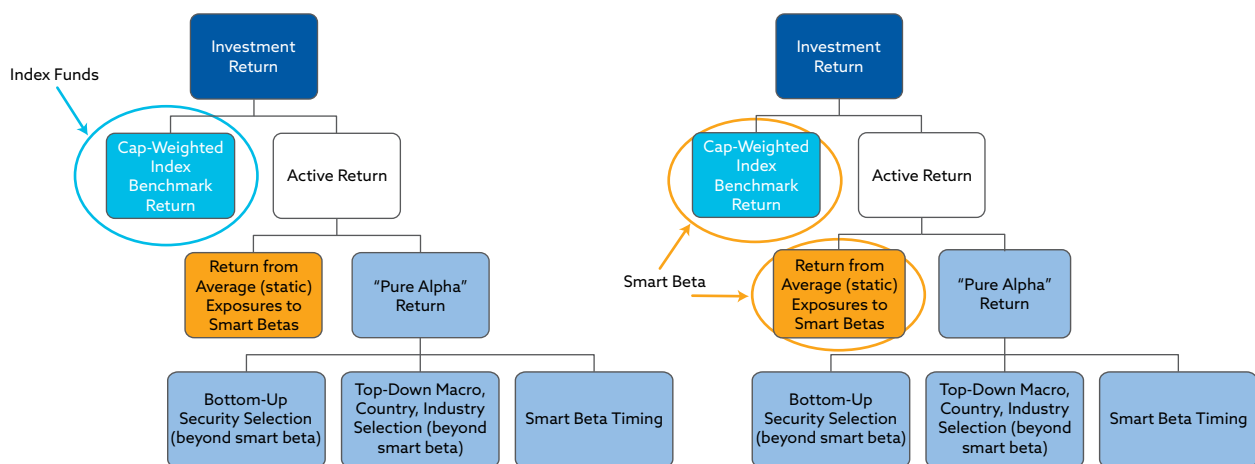 Investment
Return
Index Funds
Cap-Weighted
Index
Benchmark
Return
Active Return
Return from
Average (static)
Exposures to
Smart Betas
“Pure Alpha”
Return
Bottom-Up
Security Selection
(beyond smart beta)
Top-Down Macro,
Country, Industry
Selection (beyond
smart beta)
Smart Beta Timing
Investment
Return
Cap-Weighted
Index
Benchmark
Return
Active Return
Smart Beta
Return from
Average (static)
Exposures to
Smart Betas
“Pure Alpha”
Return
Bottom-Up
Security Selection
(beyond smart beta)
Top-Down Macro,
Country, Industry
Selection (beyond
smart beta)
Smart Beta Timing